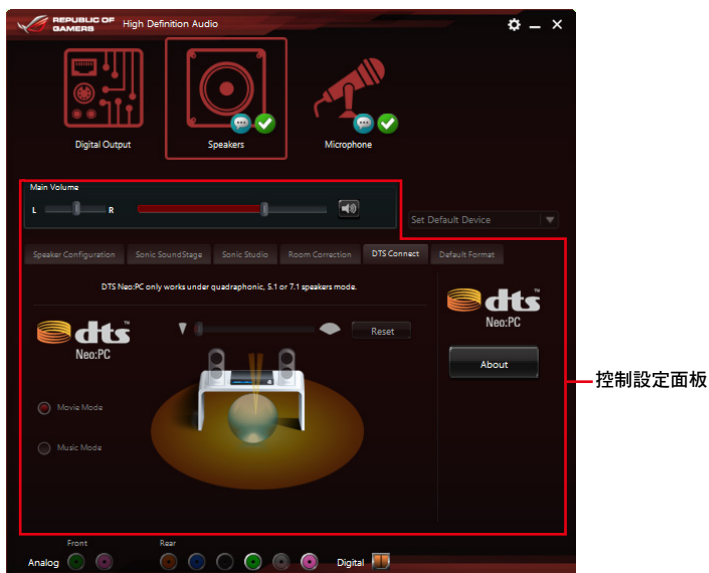 REPUBLIC OF GAMERS High Definition Audio
Digital Output
Speakers
Microphone
Main Volume
L R
Set Default Device
Speaker Configuration Sonic SoundStage Sonic Studio Room Correction DTS Connect Default Format
DTS Neo:PC only works under quadraphonic, 5.1 or 7.1 speakers mode.
dts
Neo:PC
Reset
dts
Neo:PC
About
控制設定面板
Movie Mode
Music Mode
Front Rear
Analog Digital